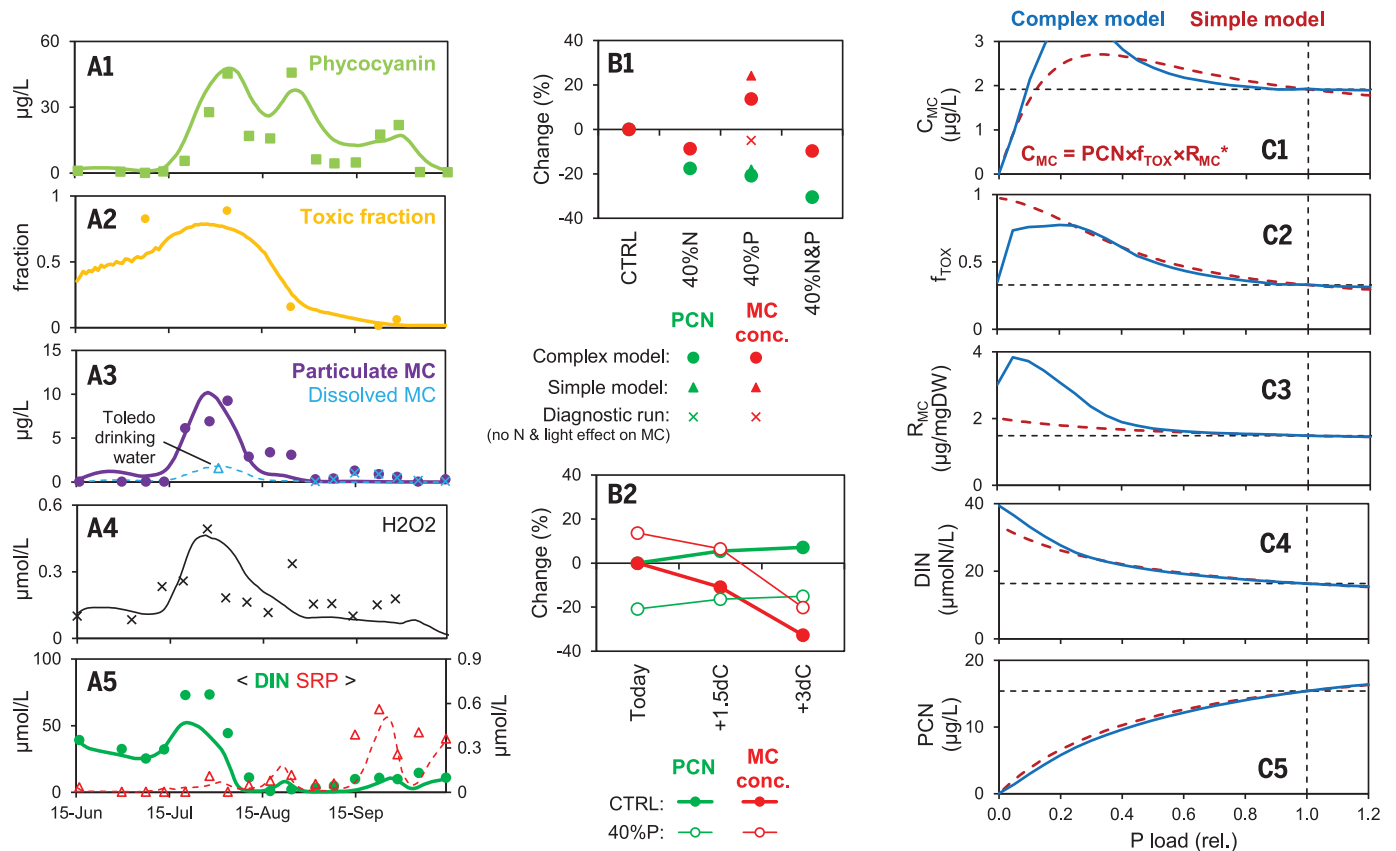 A1
Phycocyanin
µg/L
60
30
0
A2
Toxic fraction
fraction
1
0.5
0
A3
Particulate MC
Dissolved MC
Toledo
drinking
water
µg/L
15
10
5
0
A4
H2O2
µmol/L
0.6
0.3
0
A5
< DIN SRP >
µmol/L
100
50
0
0.9
0.6
0.3
0
µmol/L
15-Jun 15-Jul 15-Aug 15-Sep
B1
Change (%)
40
20
0
-20
-40
CTRL
40%N
40%P
40%N&P
PCN MC
conc.
Complex model:
Simple model:
Diagnostic run:
(no N & light effect on MC)
B2
Change (%)
40
20
0
-20
-40
Today
+1.5dC
+3dC
PCN MC
conc.
CTRL:
40%P:
Complex model Simple model
C1
C_MC
(µg/L)
3
2
1
0
C_MC = PCN×f_TOX×R_MC*
C2
f_TOX
1
0.5
0
C3
R_MC
(µg/mgDW)
4
2
0
C4
DIN
(µmolN/L)
40
20
0
C5
PCN
(µg/L)
20
10
0
0.0 0.2 0.4 0.6 0.8 1.0 1.2
P load (rel.)